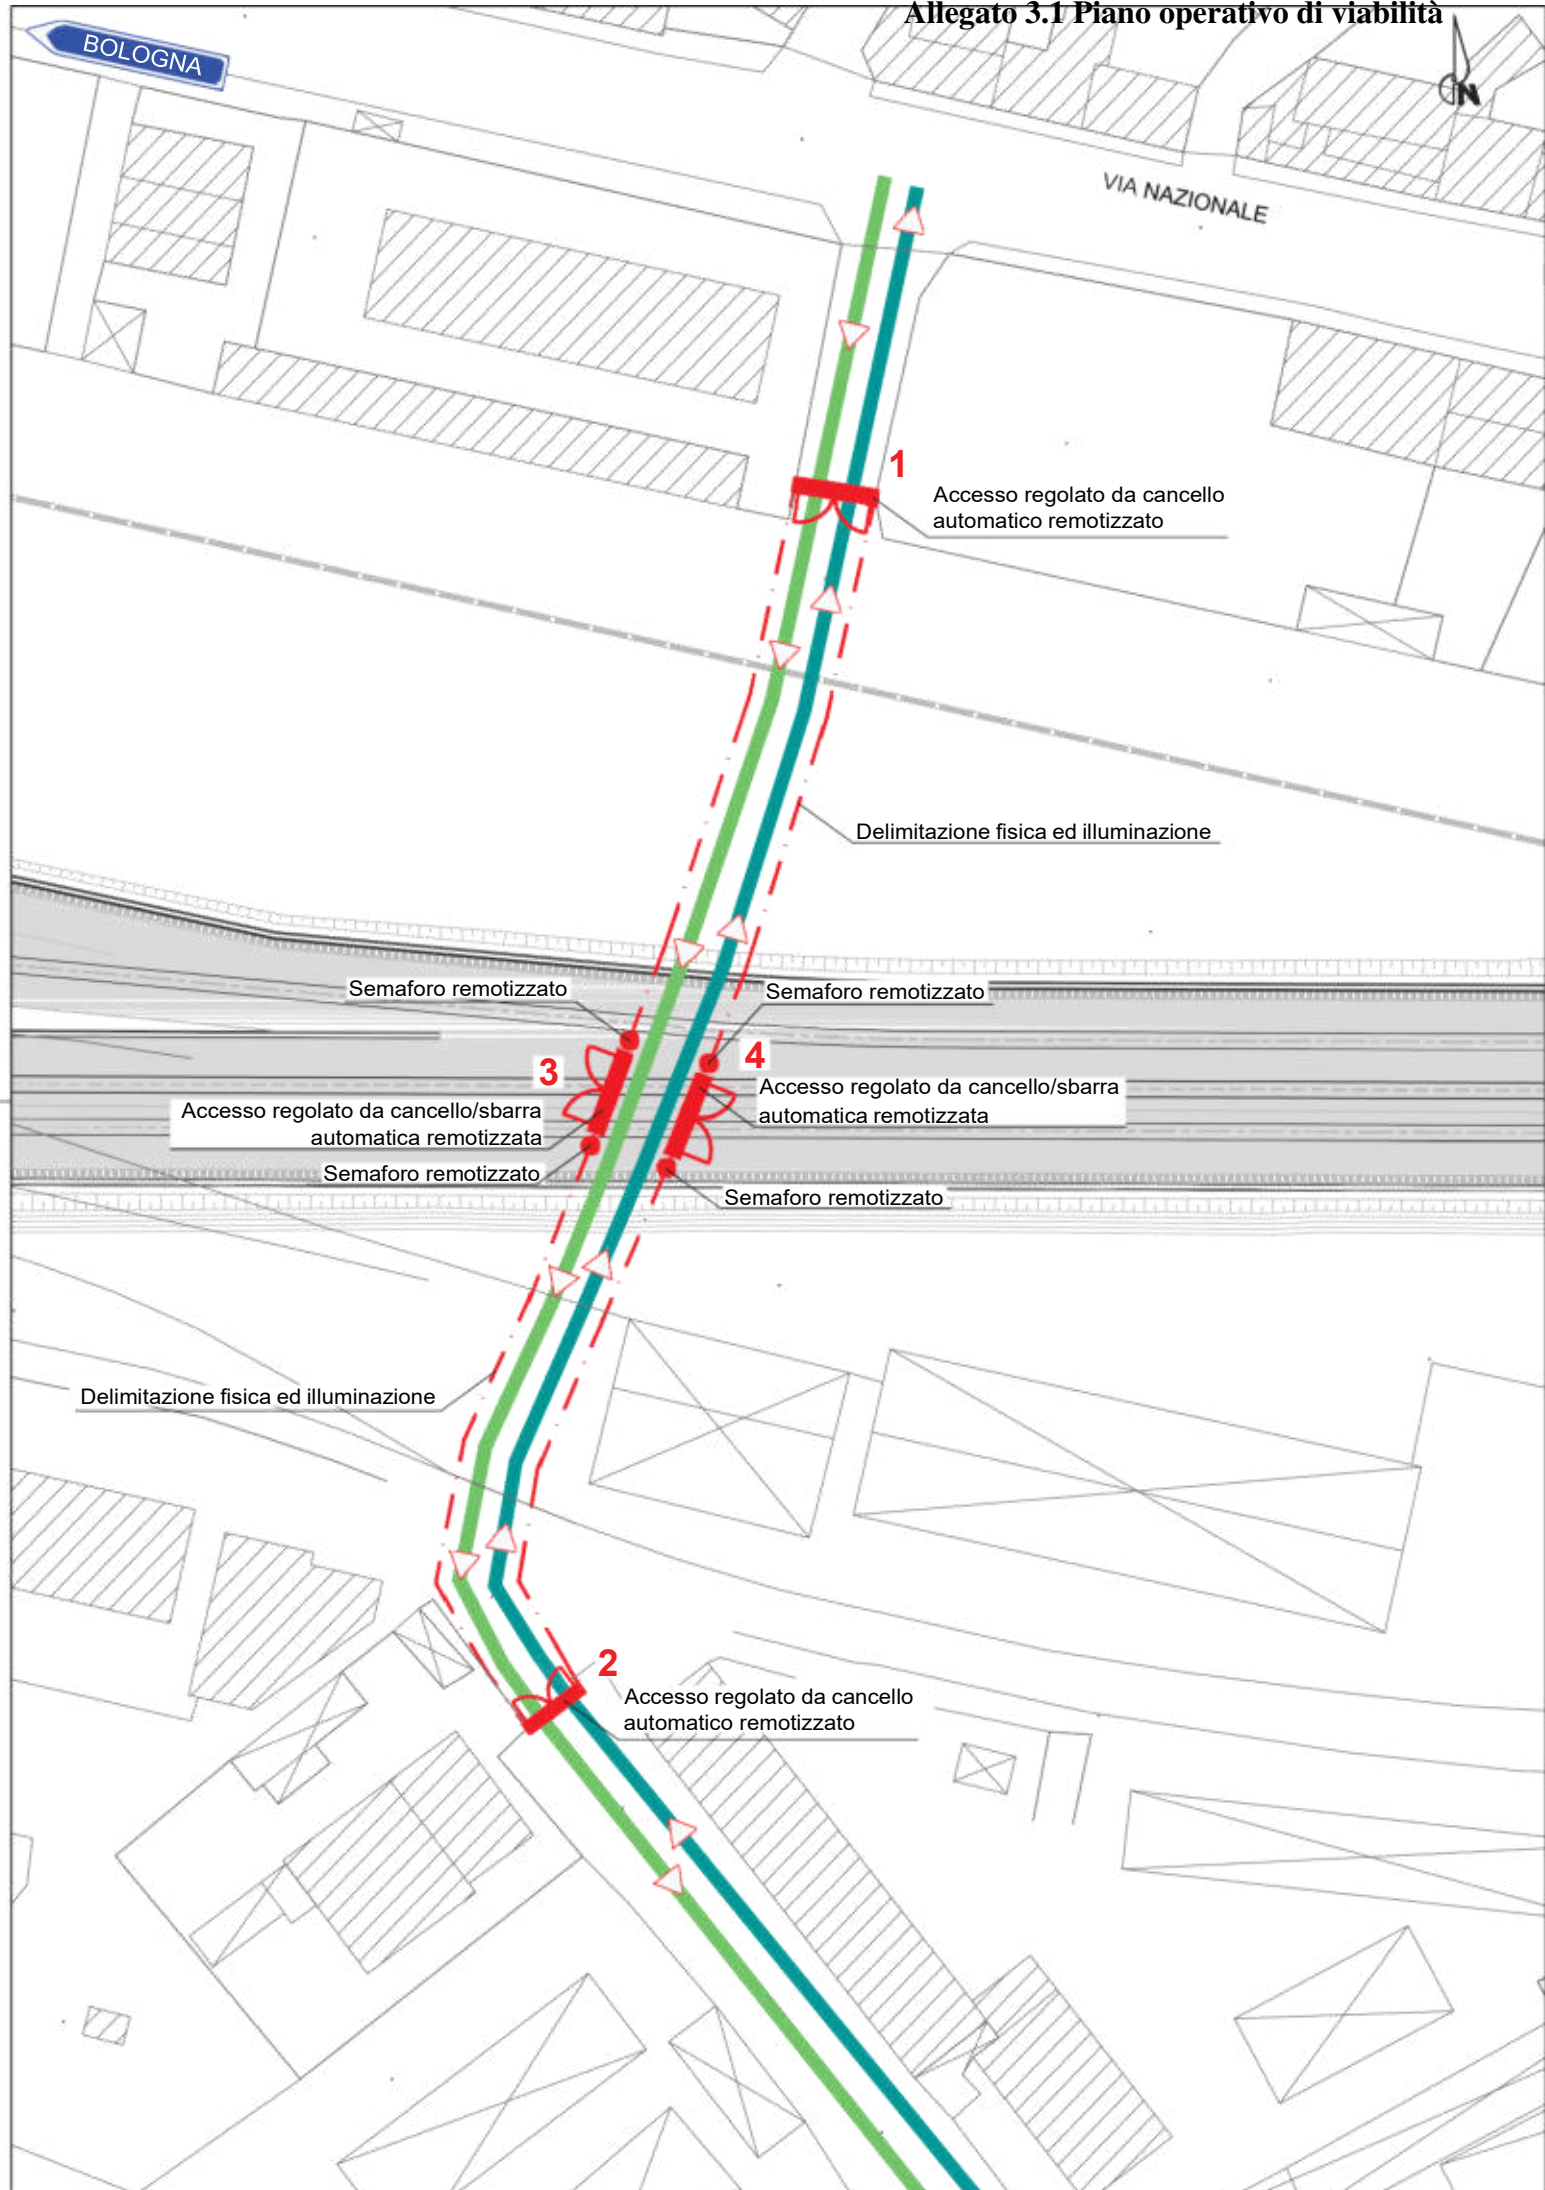 Allegato 3.1 Piano operativo di viabilità
BOLOGNA
N
VIA NAZIONALE
1
Accesso regolato da cancello
automatico remotizzato
Delimitazione fisica ed illuminazione
Semaforo remotizzato
Semaforo remotizzato
3
4
Accesso regolato da cancello/sbarra
automatica remotizzata
Accesso regolato da cancello/sbarra
automatica remotizzata
Semaforo remotizzato
Semaforo remotizzato
Delimitazione fisica ed illuminazione
2
Accesso regolato da cancello
automatico remotizzato